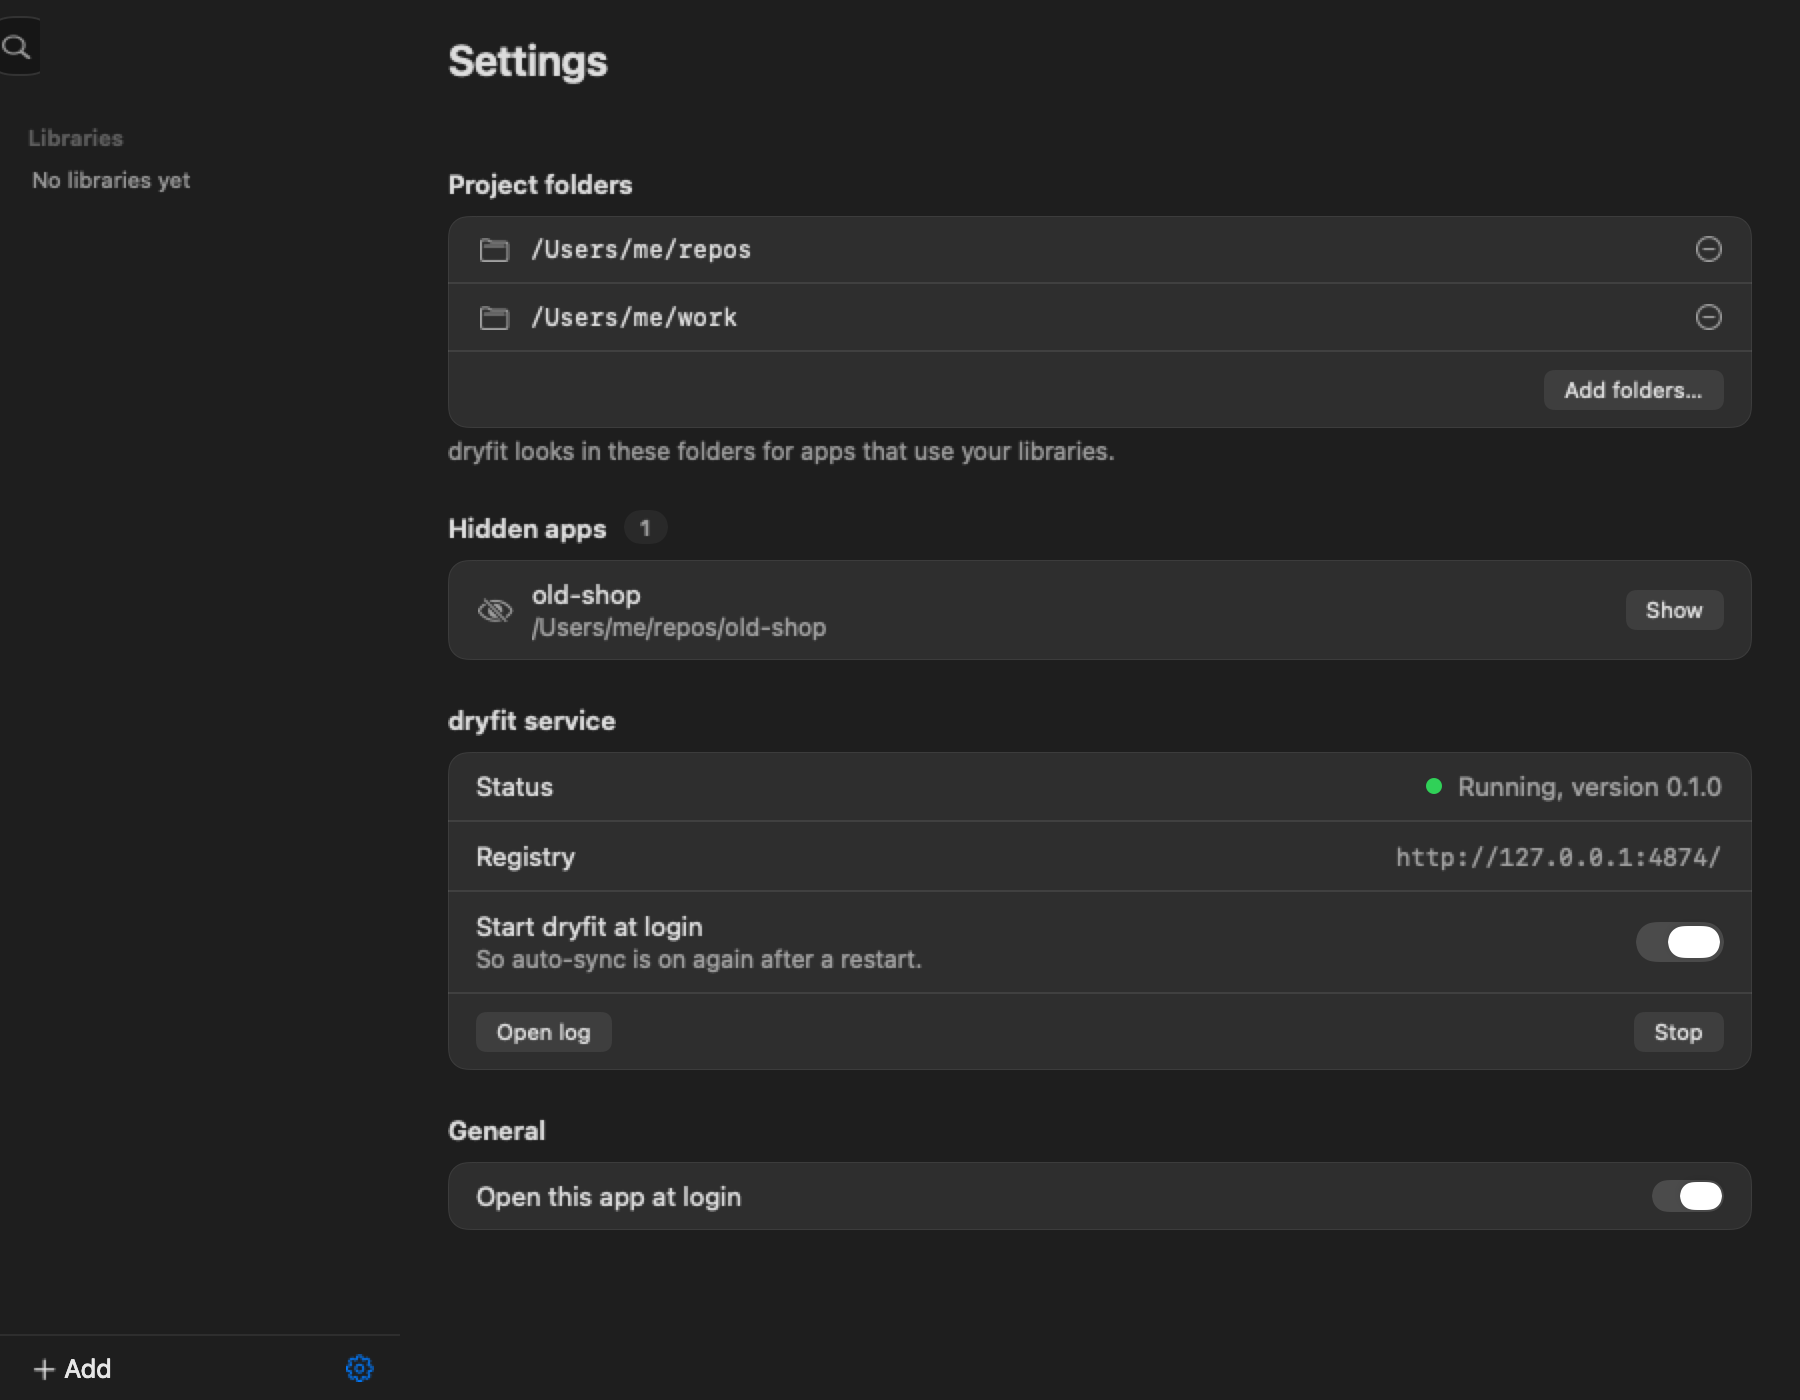 Settings
Libraries
No libraries yet
Project folders
/Users/me/repos
/Users/me/work
Add folders...
dryfit looks in these folders for apps that use your libraries.
Hidden apps 1
old-shop
/Users/me/repos/old-shop
Show
dryfit service
Status
Running, version 0.1.0
Registry
http://127.0.0.1:4874/
Start dryfit at login
So auto-sync is on again after a restart.
Open log
Stop
General
Open this app at login
+ Add